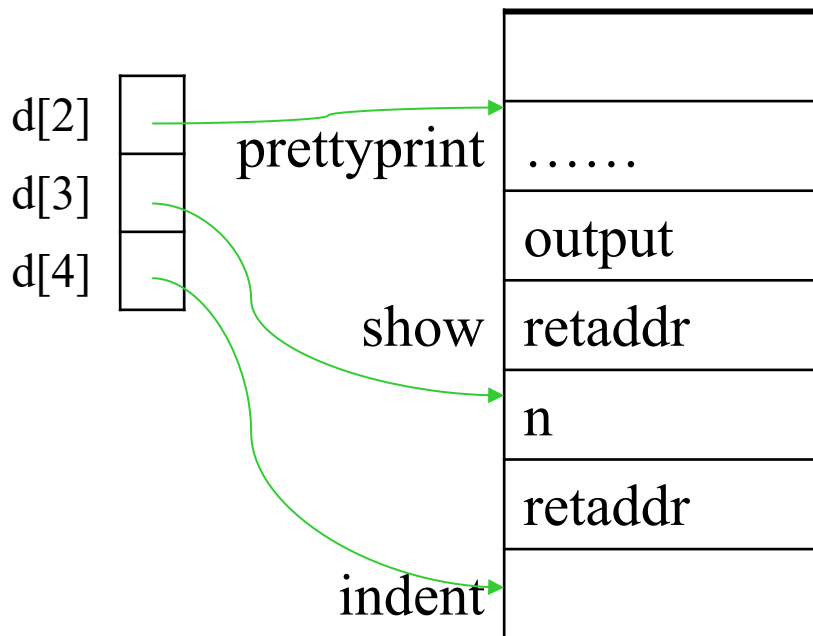 d[2]
d[3]
d[4]
prettyprint
show
indent
……
output
retaddr
n
retaddr